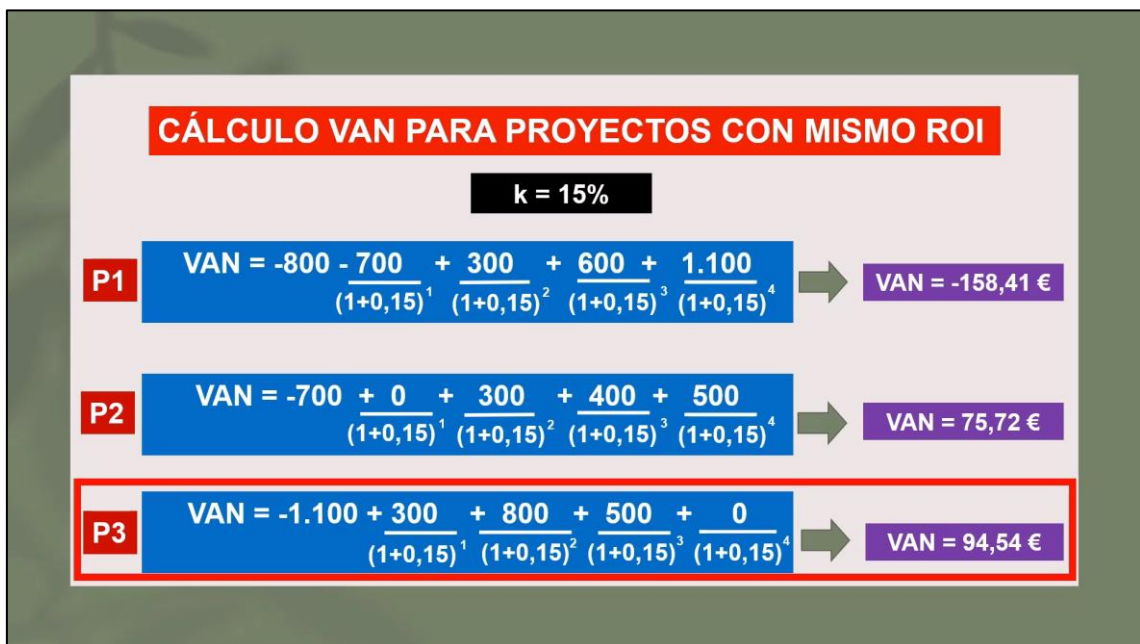 CÁLCULO VAN PARA PROYECTOS CON MISMO ROI
k = 15%
P1
VAN = -800 - 700 + 300 + 600 + 1.100
(1+0,15)¹ (1+0,15)² (1+0,15)³ (1+0,15)⁴
VAN = -158,41 €
P2
VAN = -700 + 0 + 300 + 400 + 500
(1+0,15)¹ (1+0,15)² (1+0,15)³ (1+0,15)⁴
VAN = 75,72 €
P3
VAN = -1.100 + 300 + 800 + 500 + 0
(1+0,15)¹ (1+0,15)² (1+0,15)³ (1+0,15)⁴
VAN = 94,54 €